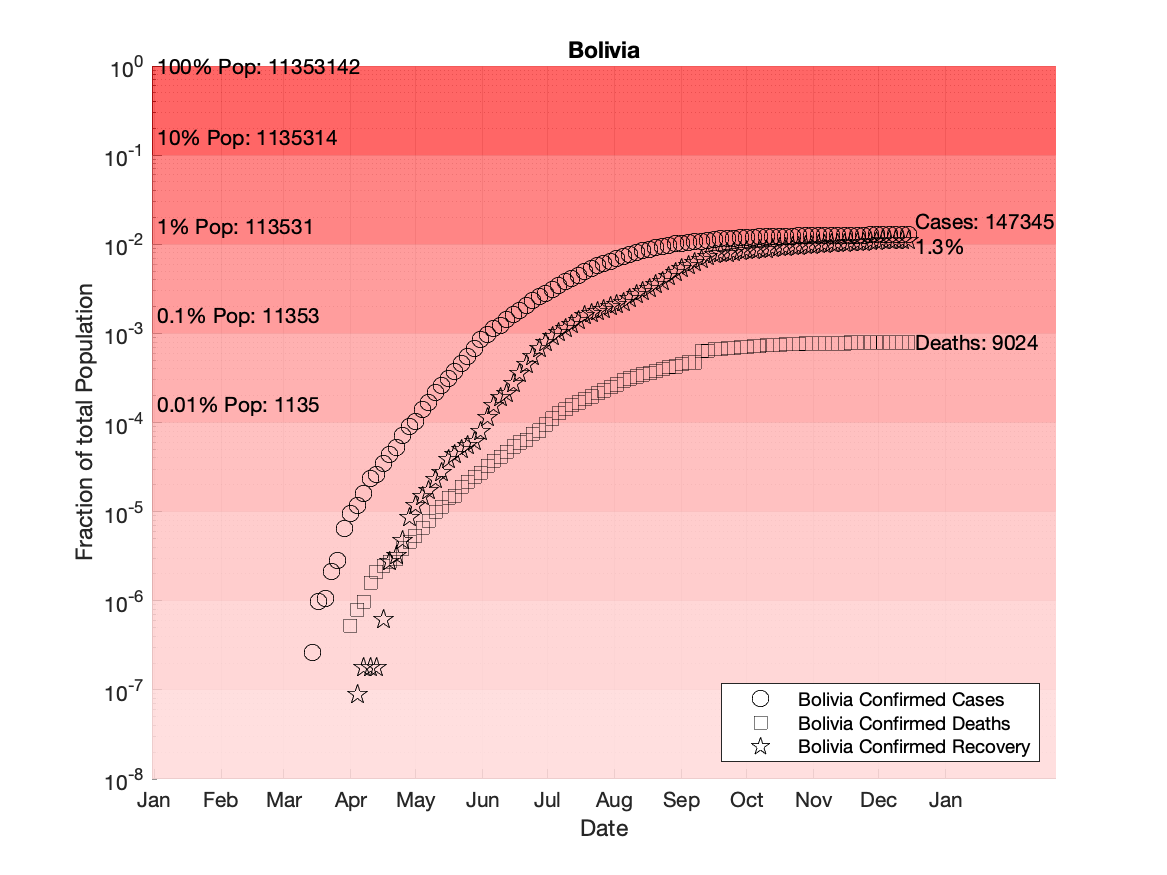 Bolivia
10^0
100% Pop: 11353142
10% Pop: 1135314
10^-1
1% Pop: 113531
Cases: 147345
10^-2
1.3%
0.1% Pop: 11353
10^-3
Deaths: 9024
0.01% Pop: 1135
10^-4
10^-5
10^-6
10^-7
10^-8
Fraction of total Population
Bolivia Confirmed Cases
Bolivia Confirmed Deaths
Bolivia Confirmed Recovery
Jan Feb Mar Apr May Jun Jul Aug Sep Oct Nov Dec Jan
Date